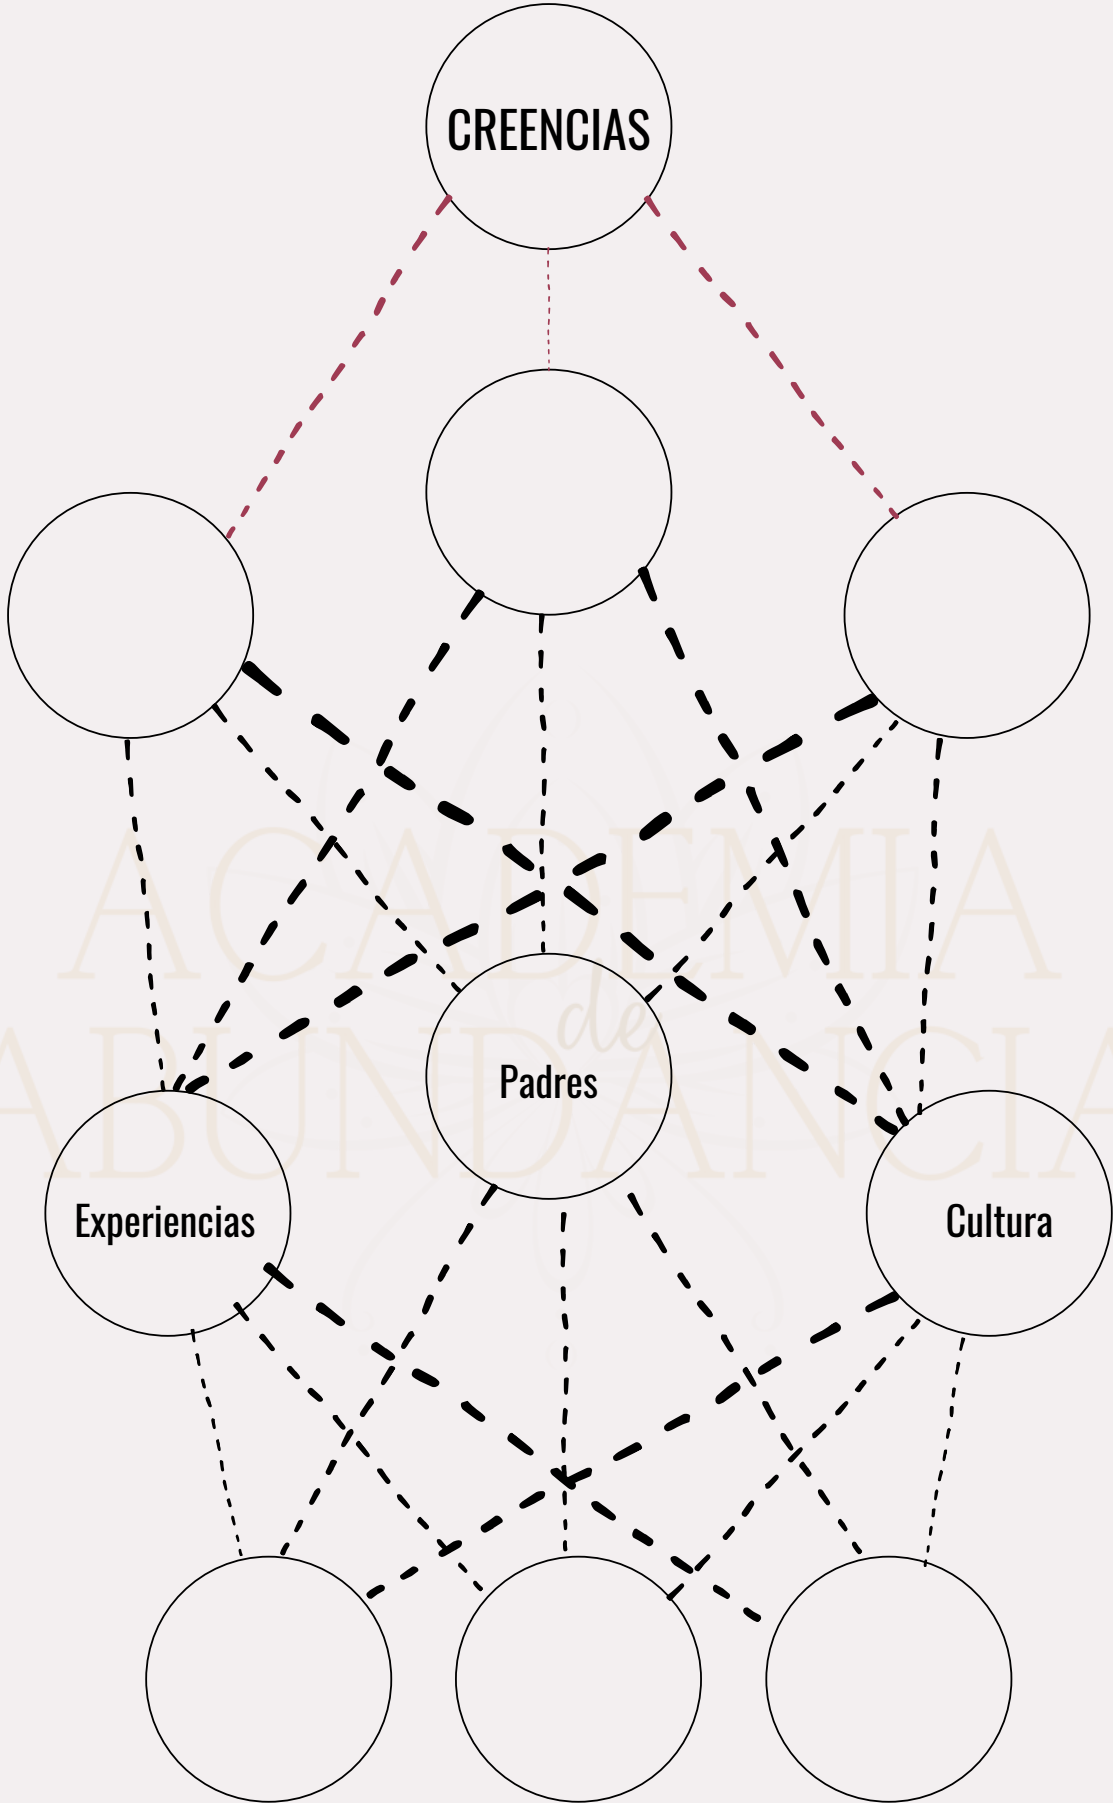 CREENCIAS
ACADEMIA
de
Padres
ABUNDANCIA
Experiencias
Cultura